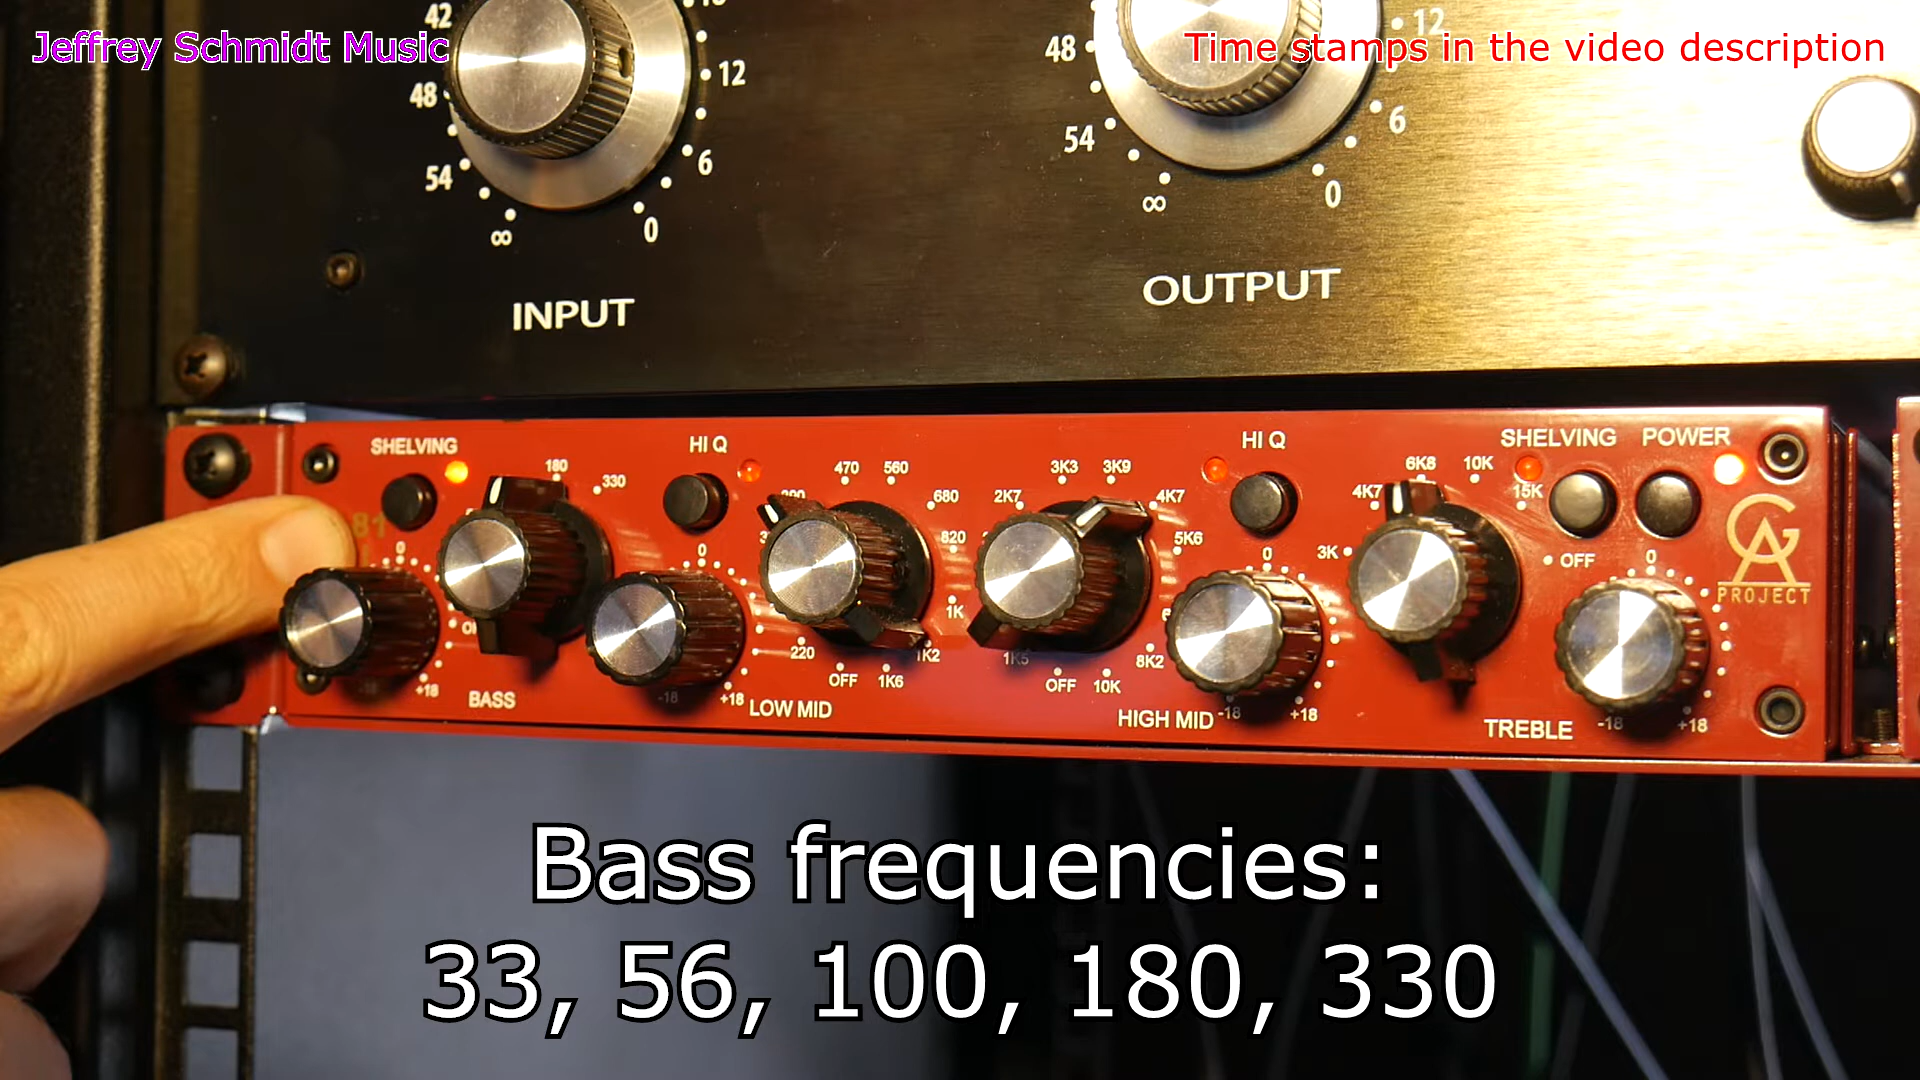 Jeffrey Schmidt Music
Time stamps in the video description
42
48
54
∞
0
6
12
INPUT
48
54
∞
0
6
12
OUTPUT
SHELVING
HI Q
HI Q
SHELVING
POWER
81
180
330
0
-18
+18
BASS
0
-18
+18
LOW MID
220
470
560
680
820
1K
1K2
1K6
OFF
2K7
3K3
3K9
4K7
5K6
8K2
10K
OFF
1K5
HIGH MID
0
-18
+18
3K
4K7
6K8
10K
15K
OFF
TREBLE
0
-18
+18
GA
PROJECT
Bass frequencies:
33, 56, 100, 180, 330